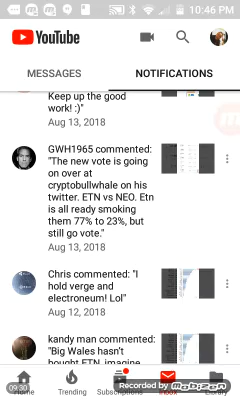 10:46 PM
YouTube
MESSAGES NOTIFICATIONS
Keep up the good
work! :)"
Aug 13, 2018
GWH1965 commented:
"The new vote is going
on over at
cryptobullwhale on his
twitter. ETN vs NEO. Etn
is all ready smoking
them 77% to 23%, but
still go vote."
Aug 13, 2018
Chris commented: "I
hold verge and
electroneum! Lol"
Aug 12, 2018
kandy man commented:
"Big Wales hasn't
bought ETN, imagine
09:30
Recorded by mobizen
Home Trending Subscriptions Inbox Library